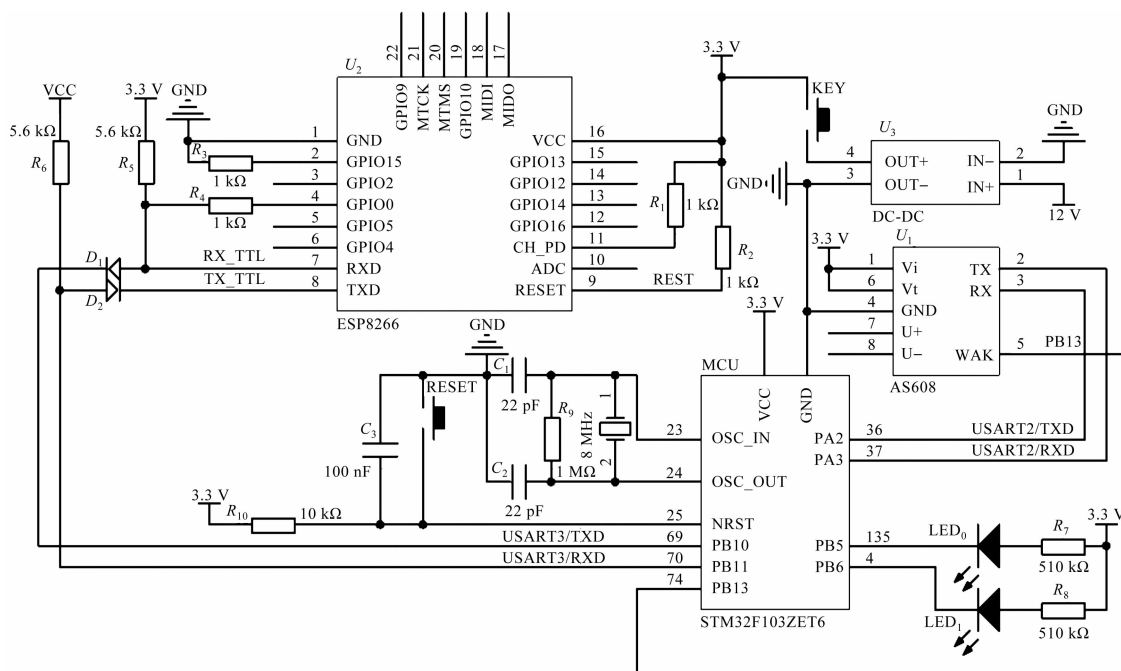 22
21
20
19
18
17
GPIO9
MTCK
MTMS
GPIO10
MIDI
MIDO
U2
ESP8266
VCC
5.6 kΩ
R6
3.3 V
5.6 kΩ
R5
GND
R3
1 kΩ
R4
1 kΩ
1 GND
2 GPIO15
3 GPIO2
4 GPIO0
5 GPIO5
6 GPIO4
RX_TTL 7 RXD
TX_TTL 8 TXD
D1
D2
VCC 16
GPIO13 15
GPIO12 14
GPIO14 13
GPIO16 12
CH_PD 11
ADC 10
RESET 9 REST
3.3 V
R1
1 kΩ
R2
1 kΩ
KEY
GND
U3
4 OUT+ IN− 2
3 OUT− IN+ 1
DC-DC
GND
12 V
U1
3.3 V
1 Vi TX 2
6 Vt RX 3
4 GND
7 U+
8 U− WAK 5 PB13
AS608
GND
C1
22 pF
RESET
C3
100 nF
C2
22 pF
R9
1 MΩ
8 MHz
1
2
3.3 V
R10
10 kΩ
3.3 V
MCU
VCC
GND
23 OSC_IN
24 OSC_OUT
25 NRST
USART3/TXD 69 PB10
USART3/RXD 70 PB11
74 PB13
PA2 36 USART2/TXD
PA3 37 USART2/RXD
PB5 135
PB6 4
STM32F103ZET6
LED0
R7
510 kΩ
3.3 V
LED1
R8
510 kΩ